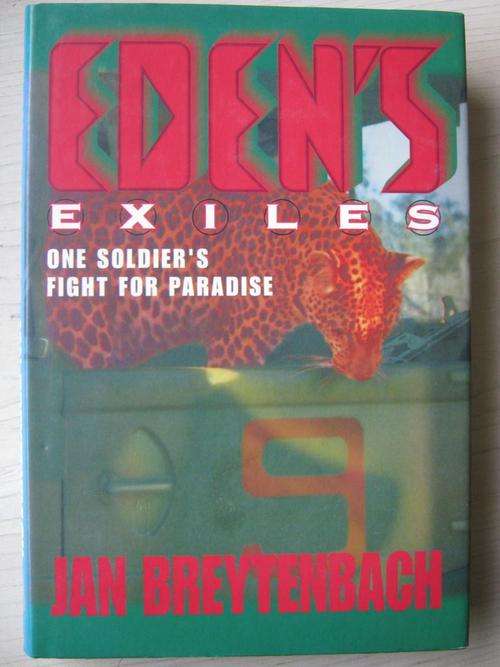 EDEN'S
EXILES
ONE SOLDIER'S
FIGHT FOR PARADISE
9
JAN BREYTENBACH